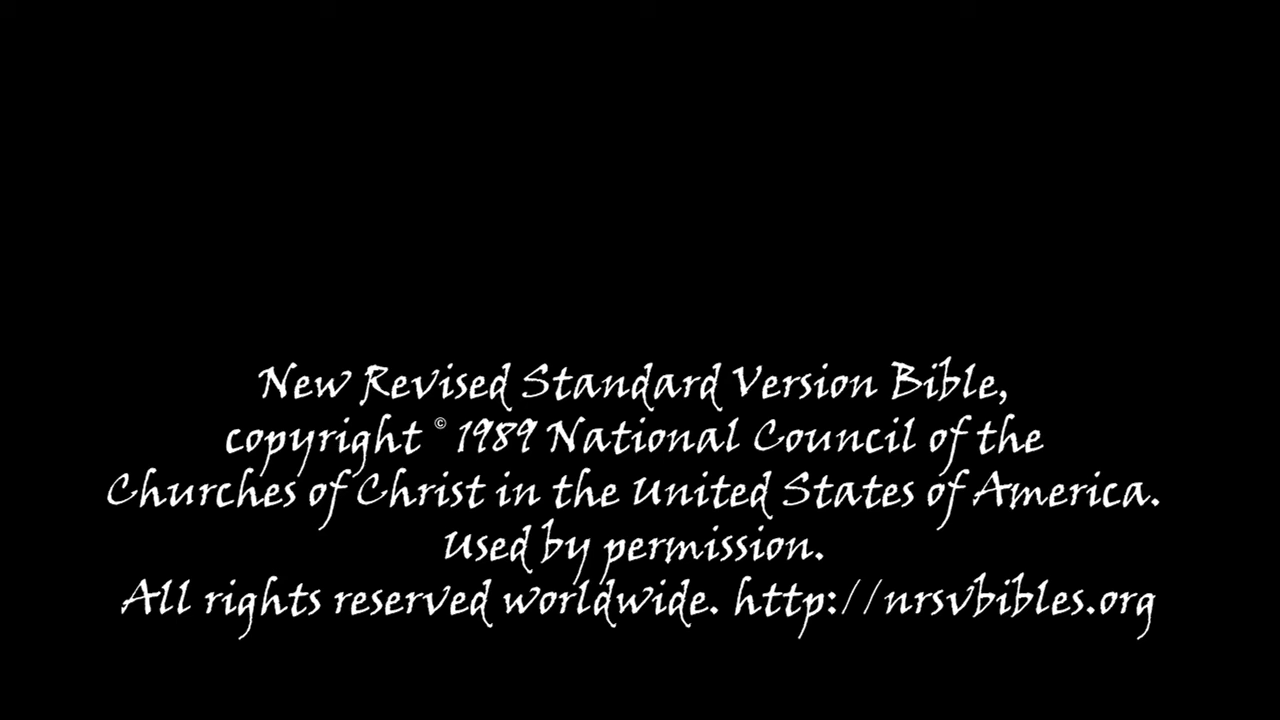 New Revised Standard Version Bible,
copyright © 1989 National Council of the
Churches of Christ in the United States of America.
Used by permission.
All rights reserved worldwide. http://nrsvbibles.org